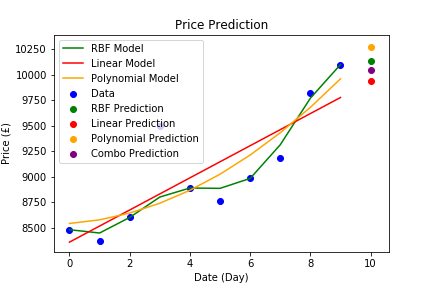 Price Prediction
Price (£)
10250
10000
9750
9500
9250
9000
8750
8500
RBF Model
Linear Model
Polynomial Model
Data
RBF Prediction
Linear Prediction
Polynomial Prediction
Combo Prediction
0 2 4 6 8 10
Date (Day)